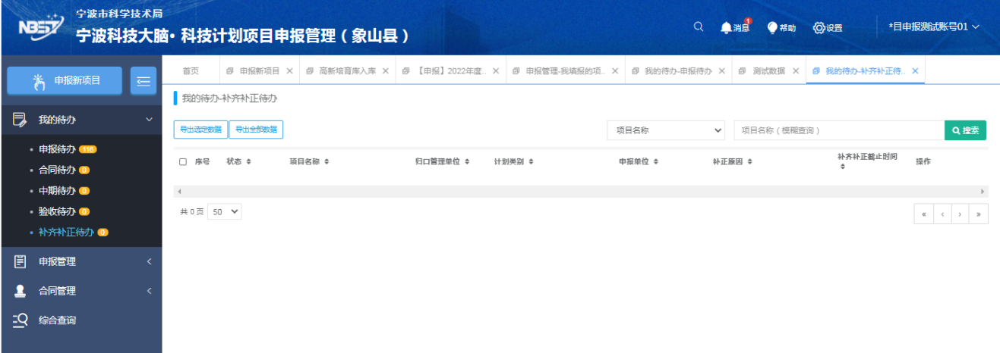 宁波市科学技术局
NBEST
宁波科技大脑·科技计划项目申报管理（象山县）
消息 1
帮助
设置
*目申报测试账号01
申报新项目
首页
申报新项目
高新培育库入库
【申报】2022年度..
申报管理-我填报的项..
我的待办-申报待办
测试数据
我的待办-补齐补正待..
我的待办
申报待办 116
合同待办 0
中期待办 0
验收待办 0
补齐补正待办 0
申报管理
合同管理
综合查询
我的待办-补齐补正待办
导出选定数据 导出全部数据
项目名称
项目名称（模糊查询）
搜索
序号 状态 项目名称 归口管理单位 计划类别 申报单位 补正原因 补齐补正截止时间 操作
共 0 页 50
« ‹ › »